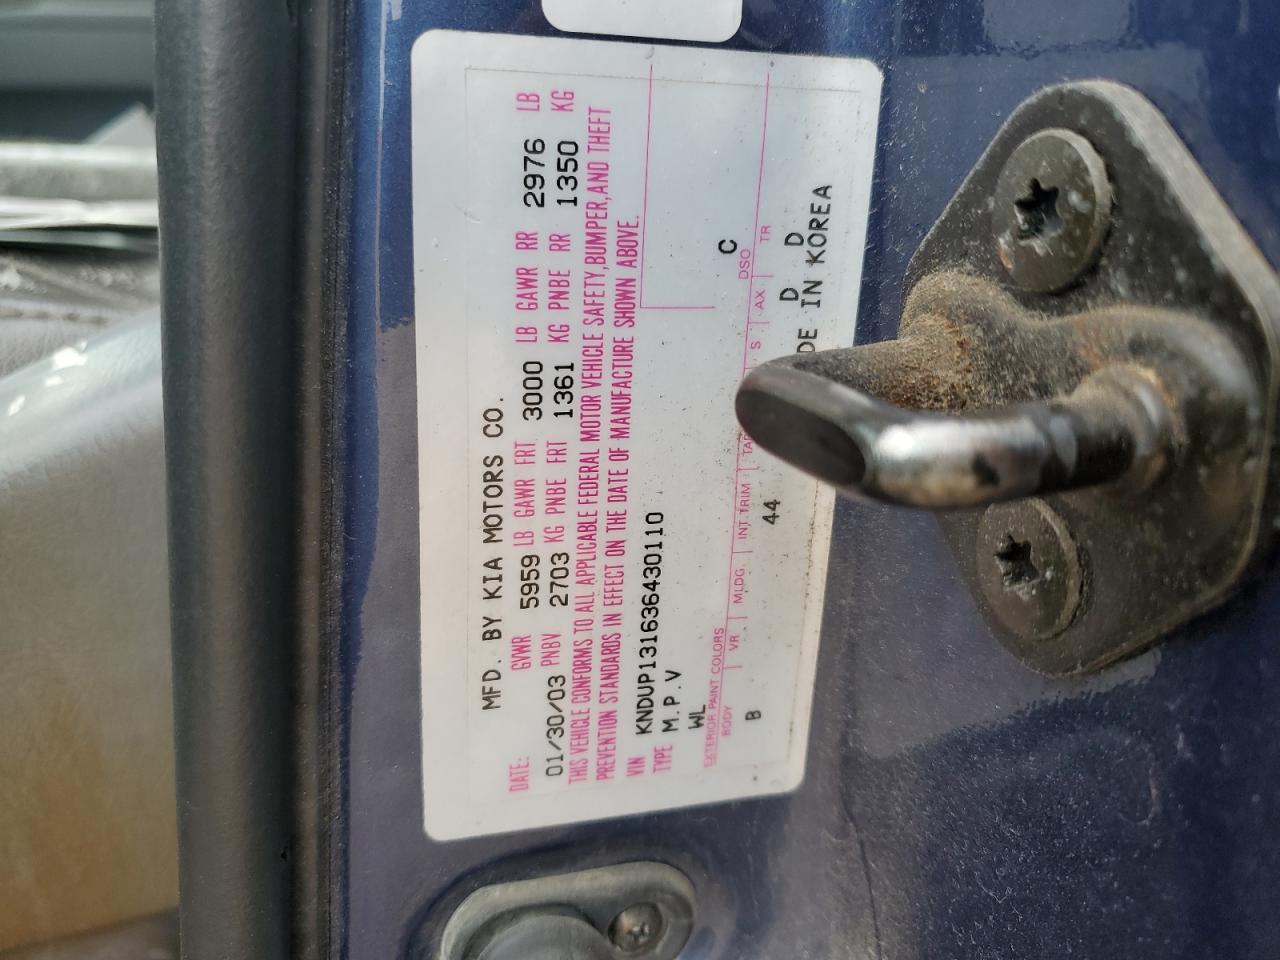 MFD. BY KIA MOTORS CO.
DATE: GVWR 5959 LB GAWR FRT 3000 LB GAWR RR 2976 LB
01/30/03 PNBV 2703 KG PNBE FRT 1361 KG PNBE RR 1350 KG
THIS VEHICLE CONFORMS TO ALL APPLICABLE FEDERAL MOTOR VEHICLE SAFETY,BUMPER,AND THEFT
PREVENTION STANDARDS IN EFFECT ON THE DATE OF MANUFACTURE SHOWN ABOVE.
VIN KNDUP131636430110
TYPE M.P.V
WL C
EXTERIOR PAINT COLORS DSO
BODY VR MLDG INT.TRIM S AX TR
B 44 D D
IN KOREA